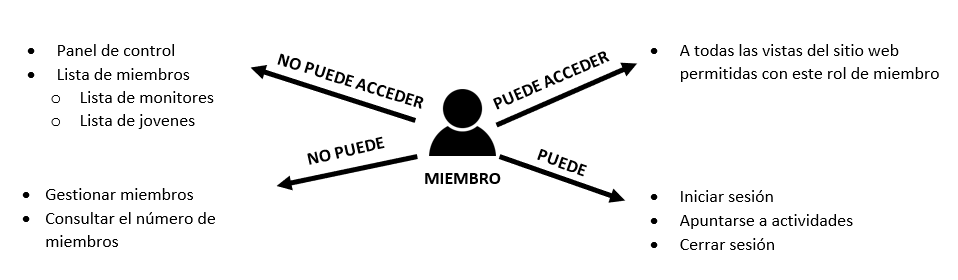 Panel de control
Lista de miembros
Lista de monitores
Lista de jovenes
NO PUEDE ACCEDER
PUEDE ACCEDER
A todas las vistas del sitio web
permitidas con este rol de miembro
NO PUEDE
PUEDE
MIEMBRO
Gestionar miembros
Consultar el número de
miembros
Iniciar sesión
Apuntarse a actividades
Cerrar sesión